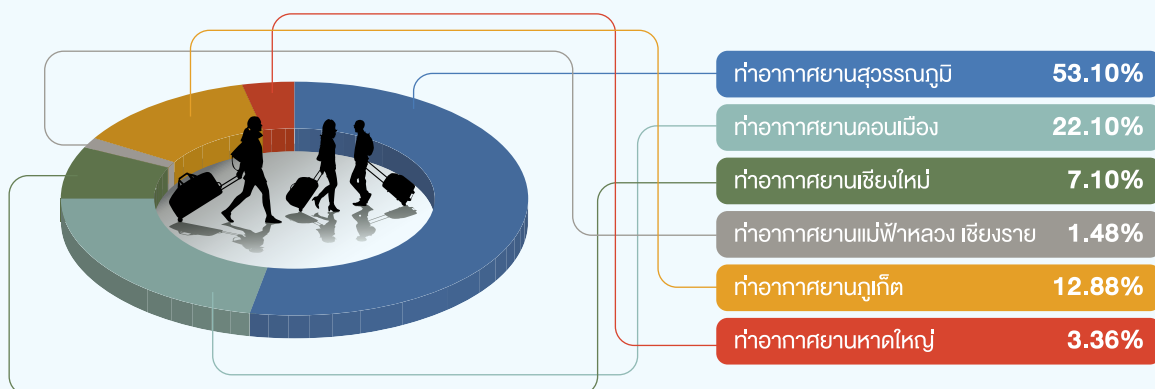 ท่าอากาศยานสุวรรณภูมิ 53.10%
ท่าอากาศยานดอนเมือง 22.10%
ท่าอากาศยานเชียงใหม่ 7.10%
ท่าอากาศยานแม่ฟ้าหลวง เชียงราย 1.48%
ท่าอากาศยานภูเก็ต 12.88%
ท่าอากาศยานหาดใหญ่ 3.36%